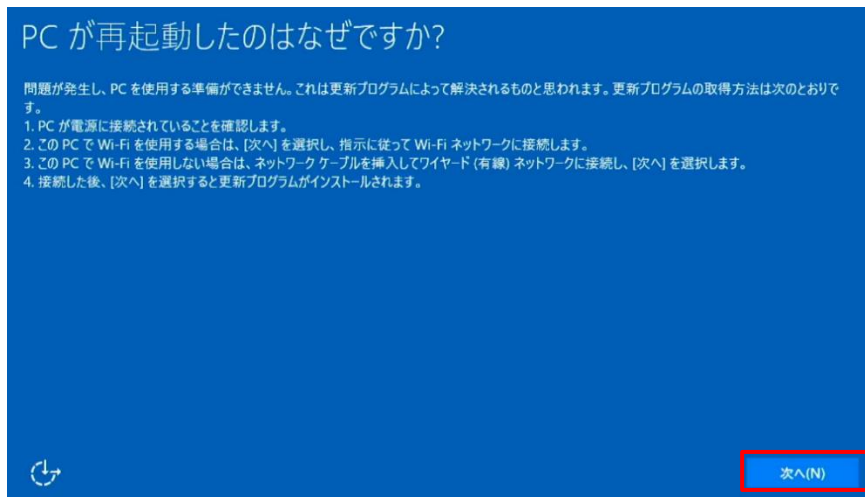 PC が再起動したのはなぜですか?
問題が発生し、PC を使用する準備ができません。これは更新プログラムによって解決されるものと思われます。更新プログラムの取得方法は次のとおりで
す。
1. PC が電源に接続されていることを確認します。
2. この PC で Wi-Fi を使用する場合は、[次へ] を選択し、指示に従って Wi-Fi ネットワークに接続します。
3. この PC で Wi-Fi を使用しない場合は、ネットワーク ケーブルを挿入してワイヤード (有線) ネットワークに接続し、[次へ] を選択します。
4. 接続した後、[次へ] を選択すると更新プログラムがインストールされます。
次へ(N)